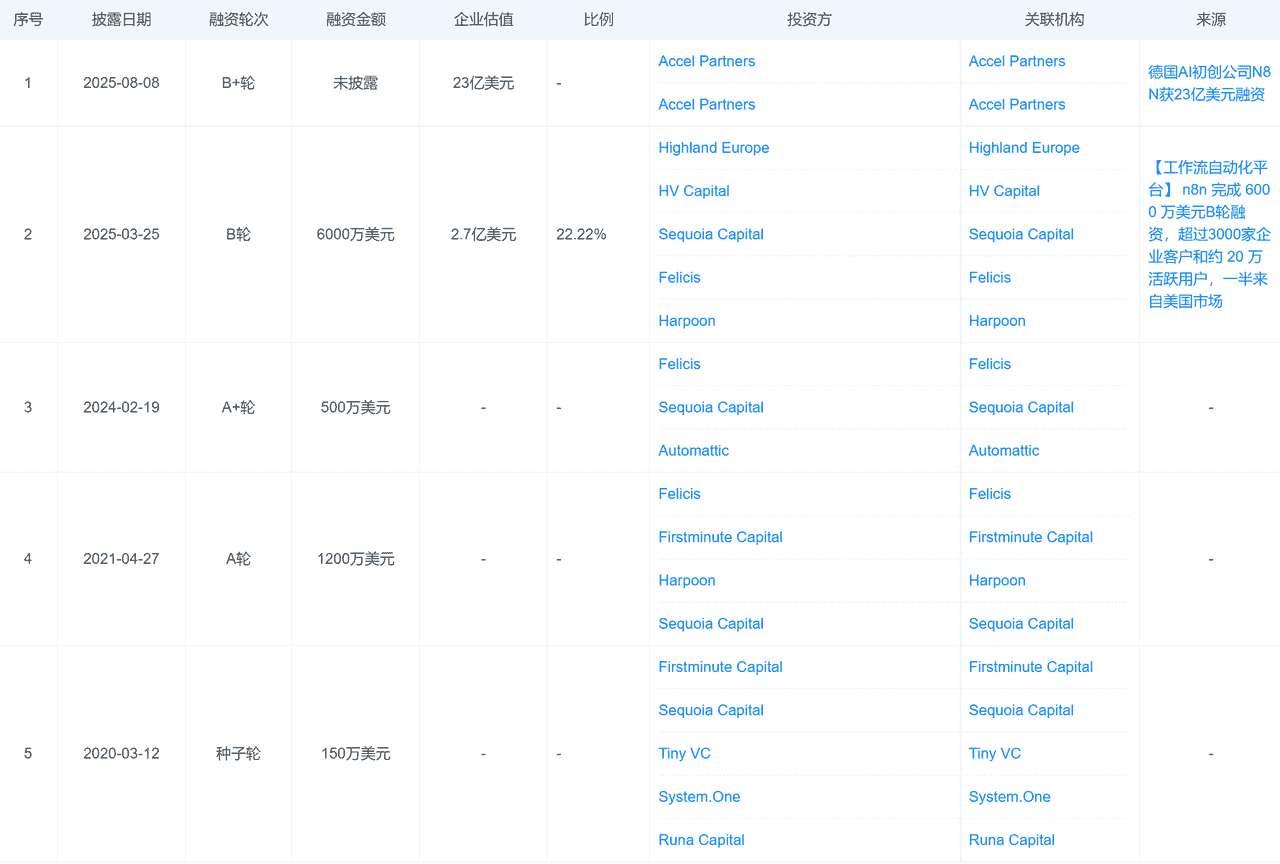 序号 披露日期 融资轮次 融资金额 企业估值 比例 投资方 关联机构 来源
1 2025-08-08 B+轮 未披露 23亿美元 -
Accel Partners Accel Partners
Accel Partners Accel Partners
德国AI初创公司N8
N获23亿美元融资
2 2025-03-25 B轮 6000万美元 2.7亿美元 22.22%
Highland Europe Highland Europe
HV Capital HV Capital
Sequoia Capital Sequoia Capital
Felicis Felicis
Harpoon Harpoon
【工作流自动化平
台】 n8n 完成 600
0 万美元B轮融
资，超过3000家企
业客户和约 20 万
活跃用户，一半来
自美国市场
3 2024-02-19 A+轮 500万美元 - -
Felicis Felicis
Sequoia Capital Sequoia Capital
Automattic Automattic
-
4 2021-04-27 A轮 1200万美元 - -
Felicis Felicis
Firstminute Capital Firstminute Capital
Harpoon Harpoon
Sequoia Capital Sequoia Capital
-
5 2020-03-12 种子轮 150万美元 - -
Firstminute Capital Firstminute Capital
Sequoia Capital Sequoia Capital
Tiny VC Tiny VC
System.One System.One
Runa Capital Runa Capital
-